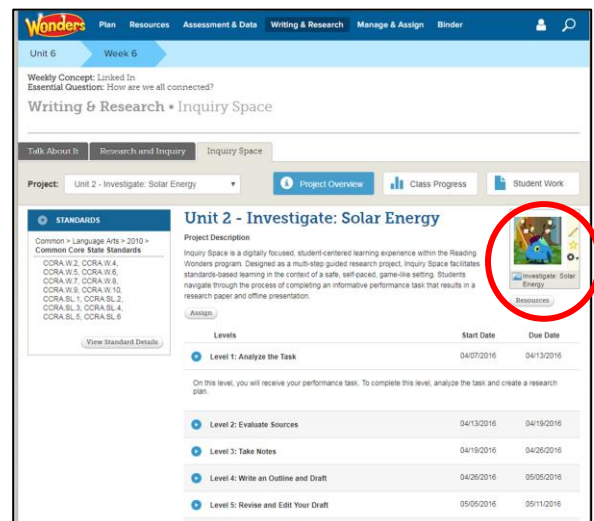 Wonders Plan Resources Assessment & Data Writing & Research Manage & Assign Binder
Unit 6 Week 6
Weekly Concept: Linked In
Essential Question: How are we all connected?
Writing & Research • Inquiry Space
Talk About It Research and Inquiry Inquiry Space
Project: Unit 2 - Investigate: Solar Energy Project Overview Class Progress Student Work
STANDARDS
Common > Language Arts > 2010 >
Common Core State Standards
CCRA.W.2, CCRA.W.4,
CCRA.W.5, CCRA.W.6,
CCRA.W.7, CCRA.W.8,
CCRA.W.9, CCRA.W.10,
CCRA.SL.1, CCRA.SL.2,
CCRA.SL.3, CCRA.SL.4,
CCRA.SL.5, CCRA.SL.6
View Standard Details
Unit 2 - Investigate: Solar Energy
Project Description
Inquiry Space is a digitally focused, student-centered learning experience within the Reading
Wonders program. Designed as a multi-step guided research project, Inquiry Space facilitates
standards-based learning in the context of a safe, self-paced, game-like setting. Students
navigate through the process of completing an informative performance task that results in a
research paper and offline presentation.
Assign
Investigate: Solar
Energy
Resources
Levels Start Date Due Date
Level 1: Analyze the Task 04/07/2016 04/13/2016
On this level, you will receive your performance task. To complete this level, analyze the task and create a research
plan.
Level 2: Evaluate Sources 04/13/2016 04/19/2016
Level 3: Take Notes 04/19/2016 04/26/2016
Level 4: Write an Outline and Draft 04/26/2016 05/05/2016
Level 5: Revise and Edit Your Draft 05/05/2016 05/11/2016